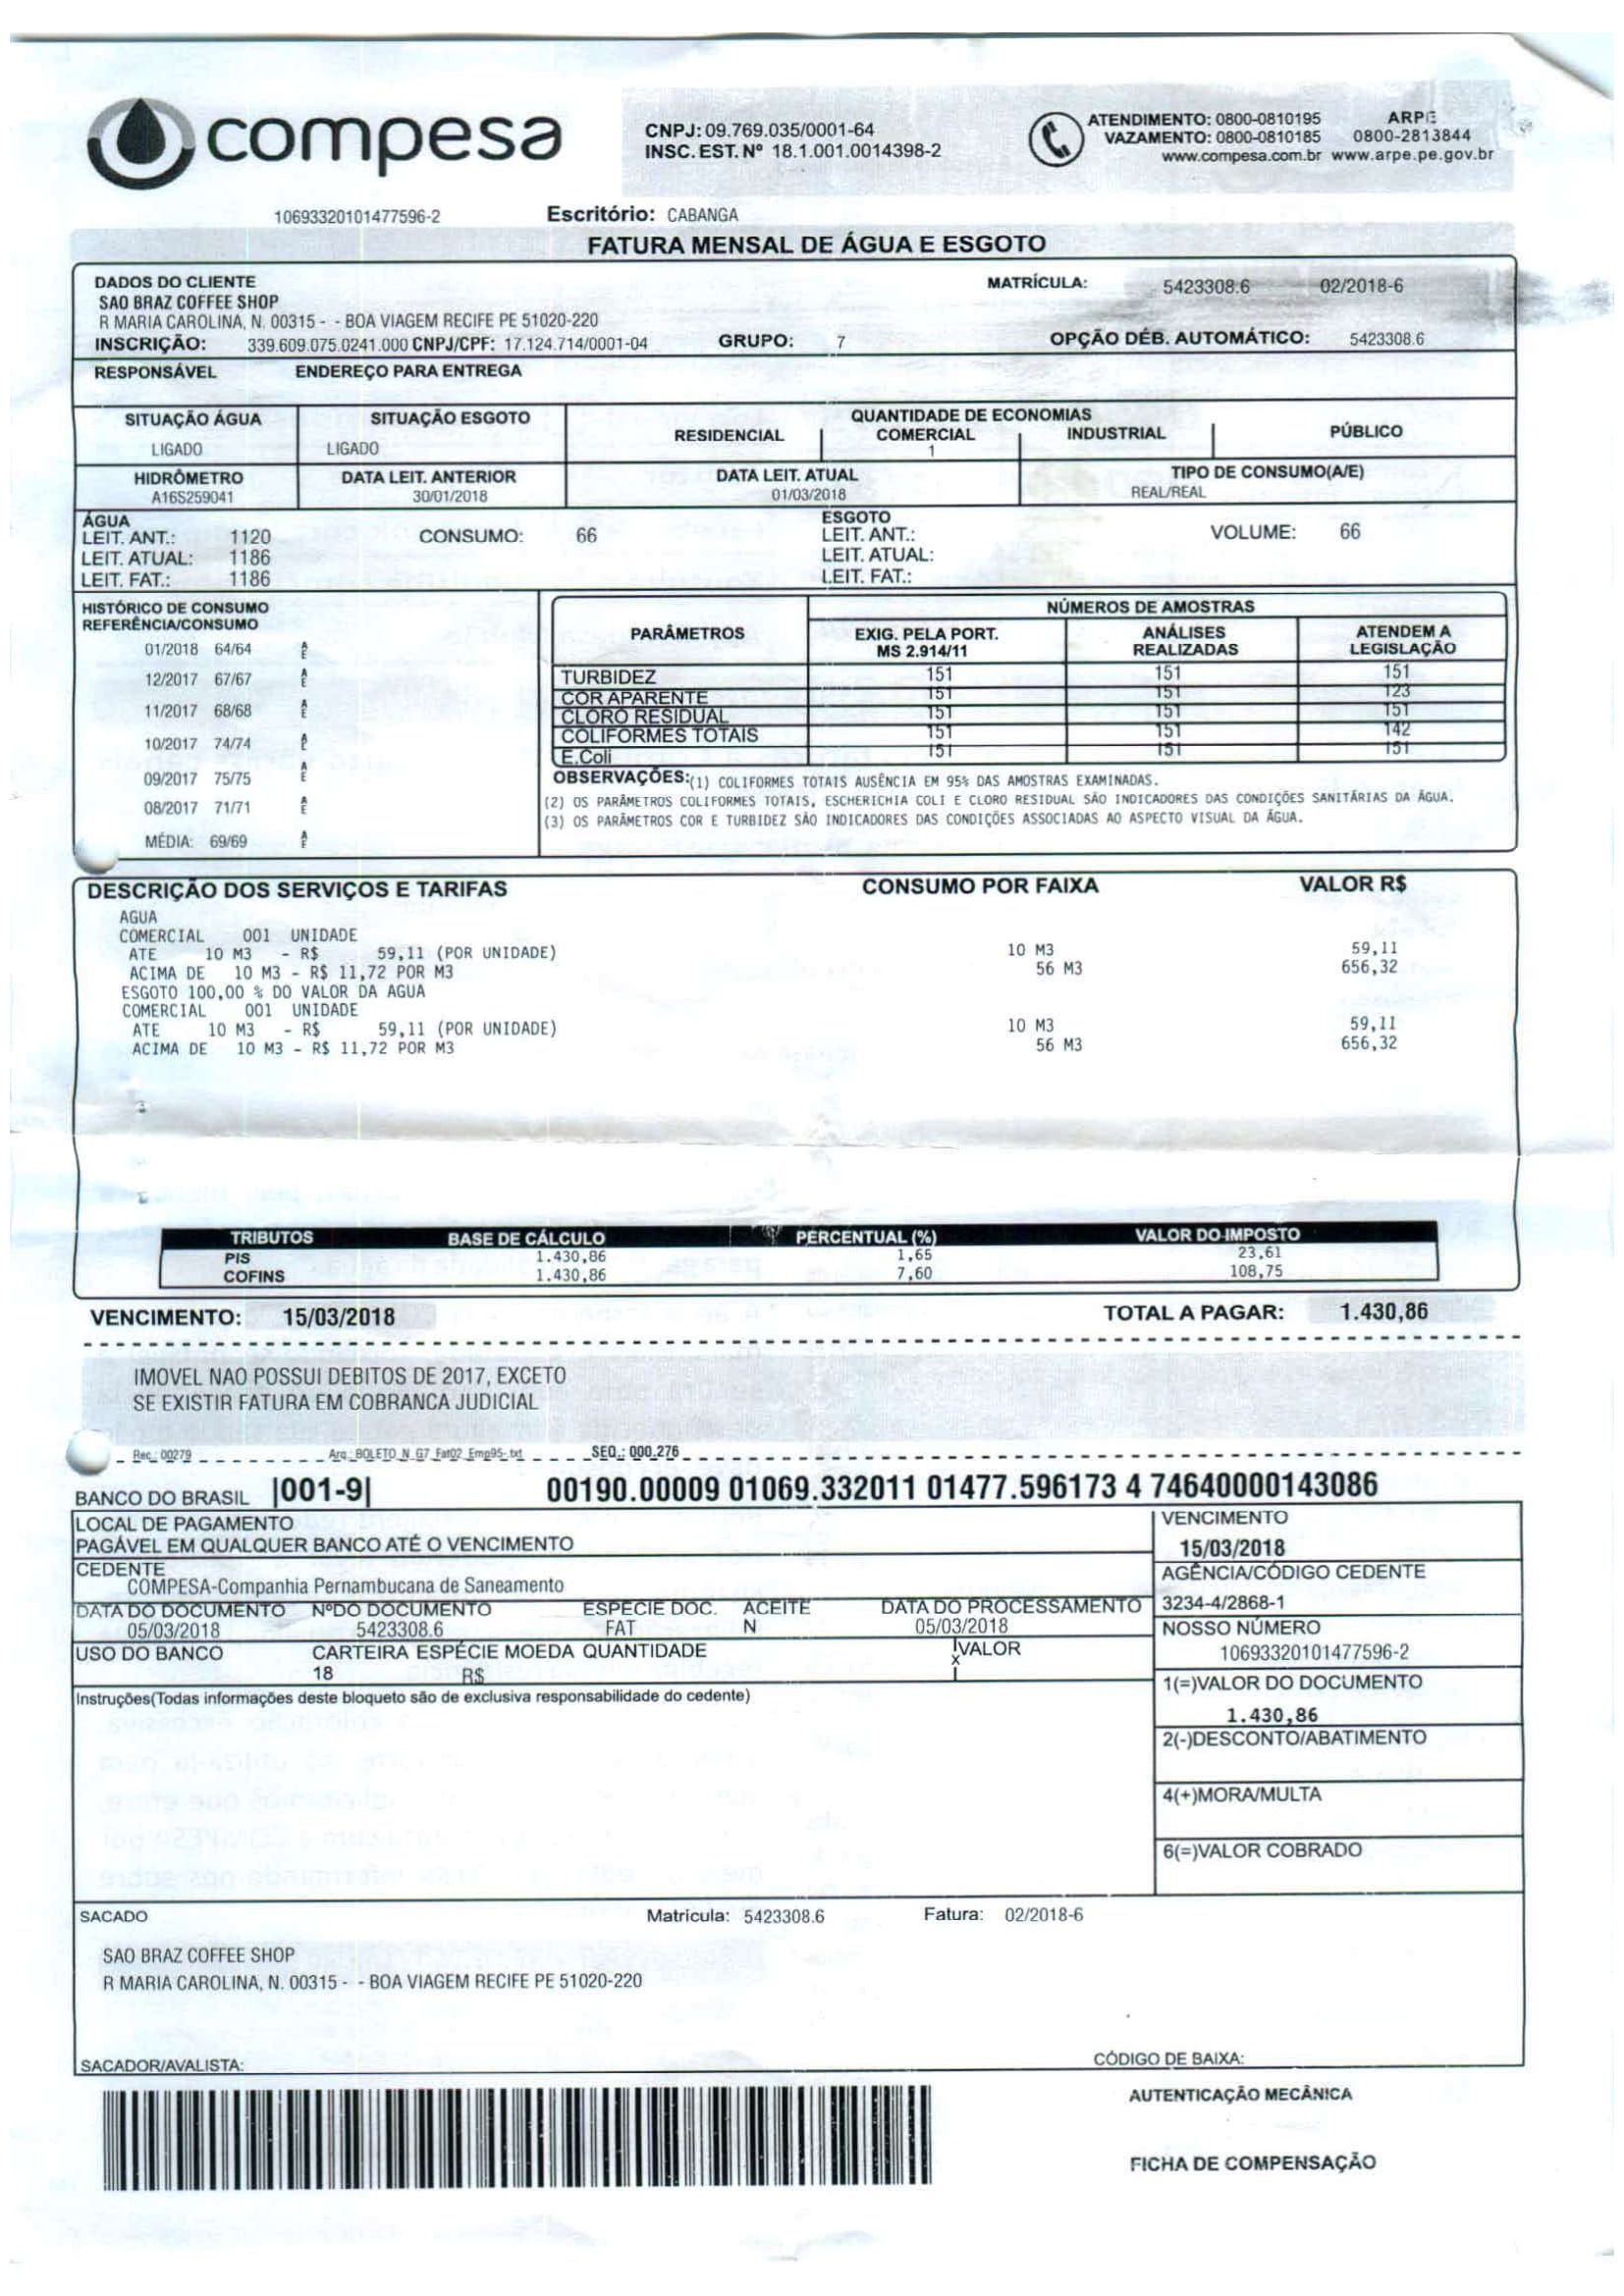 compesa
CNPJ: 09.769.035/0001-64
INSC. EST. Nº 18.1.001.0014398-2
ATENDIMENTO: 0800-0810195 ARPE
VAZAMENTO: 0800-0810185 0800-2813844
www.compesa.com.br www.arpe.pe.gov.br
10693320101477596-2 Escritório: CABANGA
FATURA MENSAL DE ÁGUA E ESGOTO
DADOS DO CLIENTE MATRÍCULA: 5423308.6 02/2018-6
SAO BRAZ COFFEE SHOP
R MARIA CAROLINA, N. 00315 - - BOA VIAGEM RECIFE PE 51020-220
INSCRIÇÃO: 339.609.075.0241.000 CNPJ/CPF: 17.124.714/0001-04 GRUPO: 7 OPÇÃO DÉB. AUTOMÁTICO: 5423308.6
RESPONSÁVEL ENDEREÇO PARA ENTREGA
SITUAÇÃO ÁGUA SITUAÇÃO ESGOTO QUANTIDADE DE ECONOMIAS
RESIDENCIAL COMERCIAL INDUSTRIAL PÚBLICO
LIGADO LIGADO 1
HIDRÔMETRO DATA LEIT. ANTERIOR DATA LEIT. ATUAL TIPO DE CONSUMO(A/E)
A16S259041 30/01/2018 01/03/2018 REAL/REAL
ÁGUA ESGOTO
LEIT. ANT.: 1120 CONSUMO: 66 LEIT. ANT.: VOLUME: 66
LEIT. ATUAL: 1186 LEIT. ATUAL:
LEIT. FAT.: 1186 LEIT. FAT.:
HISTÓRICO DE CONSUMO
REFERÊNCIA/CONSUMO
01/2018 64/64 A E
12/2017 67/67 A E
11/2017 68/68 A E
10/2017 74/74 A E
09/2017 75/75 A E
08/2017 71/71 A E
MÉDIA: 69/69 A E
NÚMEROS DE AMOSTRAS
PARÂMETROS EXIG. PELA PORT. MS 2.914/11 ANÁLISES REALIZADAS ATENDEM A LEGISLAÇÃO
TURBIDEZ 151 151 151
COR APARENTE 151 151 123
CLORO RESIDUAL 151 151 151
COLIFORMES TOTAIS 151 151 142
E.Coli 151 151 151
OBSERVAÇÕES:(1) COLIFORMES TOTAIS AUSÊNCIA EM 95% DAS AMOSTRAS EXAMINADAS.
(2) OS PARÂMETROS COLIFORMES TOTAIS, ESCHERICHIA COLI E CLORO RESIDUAL SÃO INDICADORES DAS CONDIÇÕES SANITÁRIAS DA ÁGUA.
(3) OS PARÂMETROS COR E TURBIDEZ SÃO INDICADORES DAS CONDIÇÕES ASSOCIADAS AO ASPECTO VISUAL DA ÁGUA.
DESCRIÇÃO DOS SERVIÇOS E TARIFAS CONSUMO POR FAIXA VALOR R$
AGUA
COMERCIAL 001 UNIDADE
ATE 10 M3 - R$ 59,11 (POR UNIDADE) 10 M3 59,11
ACIMA DE 10 M3 - R$ 11,72 POR M3 56 M3 656,32
ESGOTO 100,00 % DO VALOR DA AGUA
COMERCIAL 001 UNIDADE
ATE 10 M3 - R$ 59,11 (POR UNIDADE) 10 M3 59,11
ACIMA DE 10 M3 - R$ 11,72 POR M3 56 M3 656,32
TRIBUTOS BASE DE CÁLCULO PERCENTUAL (%) VALOR DO IMPOSTO
PIS 1.430,86 1,65 23,61
COFINS 1.430,86 7,60 108,75
VENCIMENTO: 15/03/2018 TOTAL A PAGAR: 1.430,86
IMOVEL NAO POSSUI DEBITOS DE 2017, EXCETO
SE EXISTIR FATURA EM COBRANCA JUDICIAL
Rec.: 00279 Arq.: BOLETO_N_G7_Fat02_Emp95-.txt SEQ.: 000.276
BANCO DO BRASIL |001-9| 00190.00009 01069.332011 01477.596173 4 74640000143086
LOCAL DE PAGAMENTO VENCIMENTO
PAGÁVEL EM QUALQUER BANCO ATÉ O VENCIMENTO 15/03/2018
CEDENTE AGÊNCIA/CÓDIGO CEDENTE
COMPESA-Companhia Pernambucana de Saneamento 3234-4/2868-1
DATA DO DOCUMENTO NºDO DOCUMENTO ESPÉCIE DOC. ACEITE DATA DO PROCESSAMENTO NOSSO NÚMERO
05/03/2018 5423308.6 FAT N 05/03/2018 10693320101477596-2
USO DO BANCO CARTEIRA ESPÉCIE MOEDA QUANTIDADE x VALOR
18 R$
1(=)VALOR DO DOCUMENTO
1.430,86
Instruções(Todas informações deste bloqueto são de exclusiva responsabilidade do cedente)
2(-)DESCONTO/ABATIMENTO
4(+)MORA/MULTA
6(=)VALOR COBRADO
SACADO Matrícula: 5423308.6 Fatura: 02/2018-6
SAO BRAZ COFFEE SHOP
R MARIA CAROLINA, N. 00315 - - BOA VIAGEM RECIFE PE 51020-220
SACADOR/AVALISTA: CÓDIGO DE BAIXA:
AUTENTICAÇÃO MECÂNICA
FICHA DE COMPENSAÇÃO